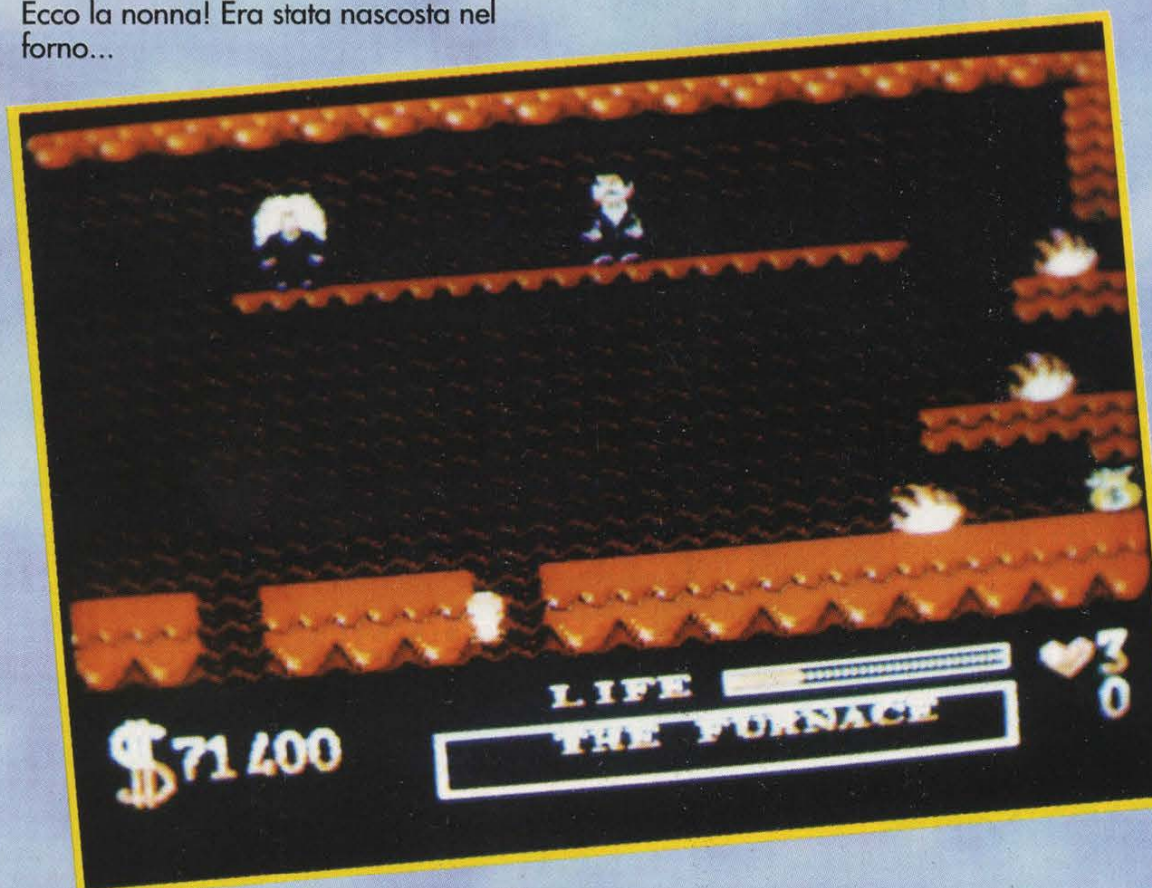 Ecco la nonna! Era stata nascosta nel
forno...
LIFE
3
$71400
THE FURNACE
0